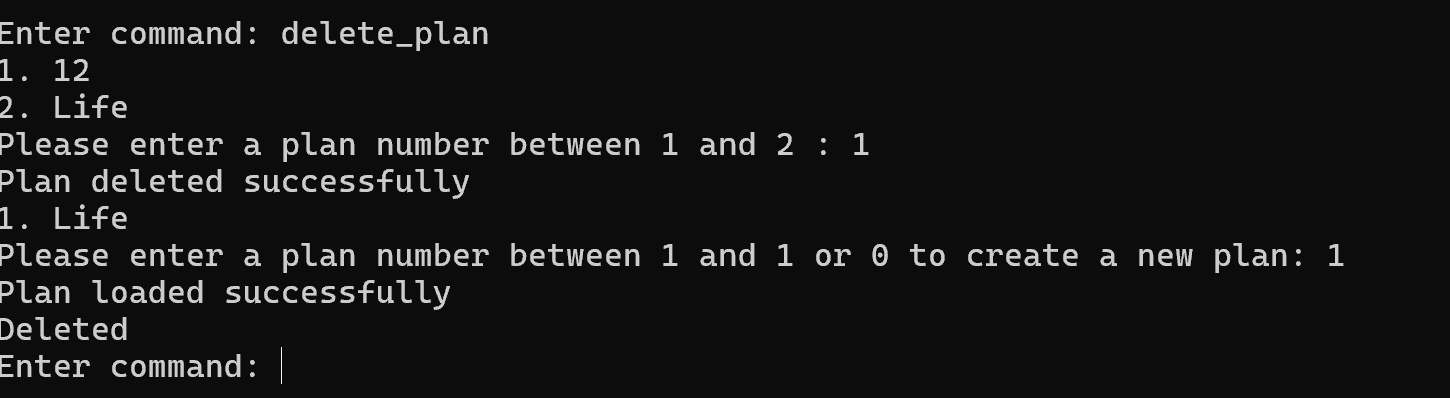 Enter command: delete_plan
1. 12
2. Life
Please enter a plan number between 1 and 2 : 1
Plan deleted successfully
1. Life
Please enter a plan number between 1 and 1 or 0 to create a new plan: 1
Plan loaded successfully
Deleted
Enter command: